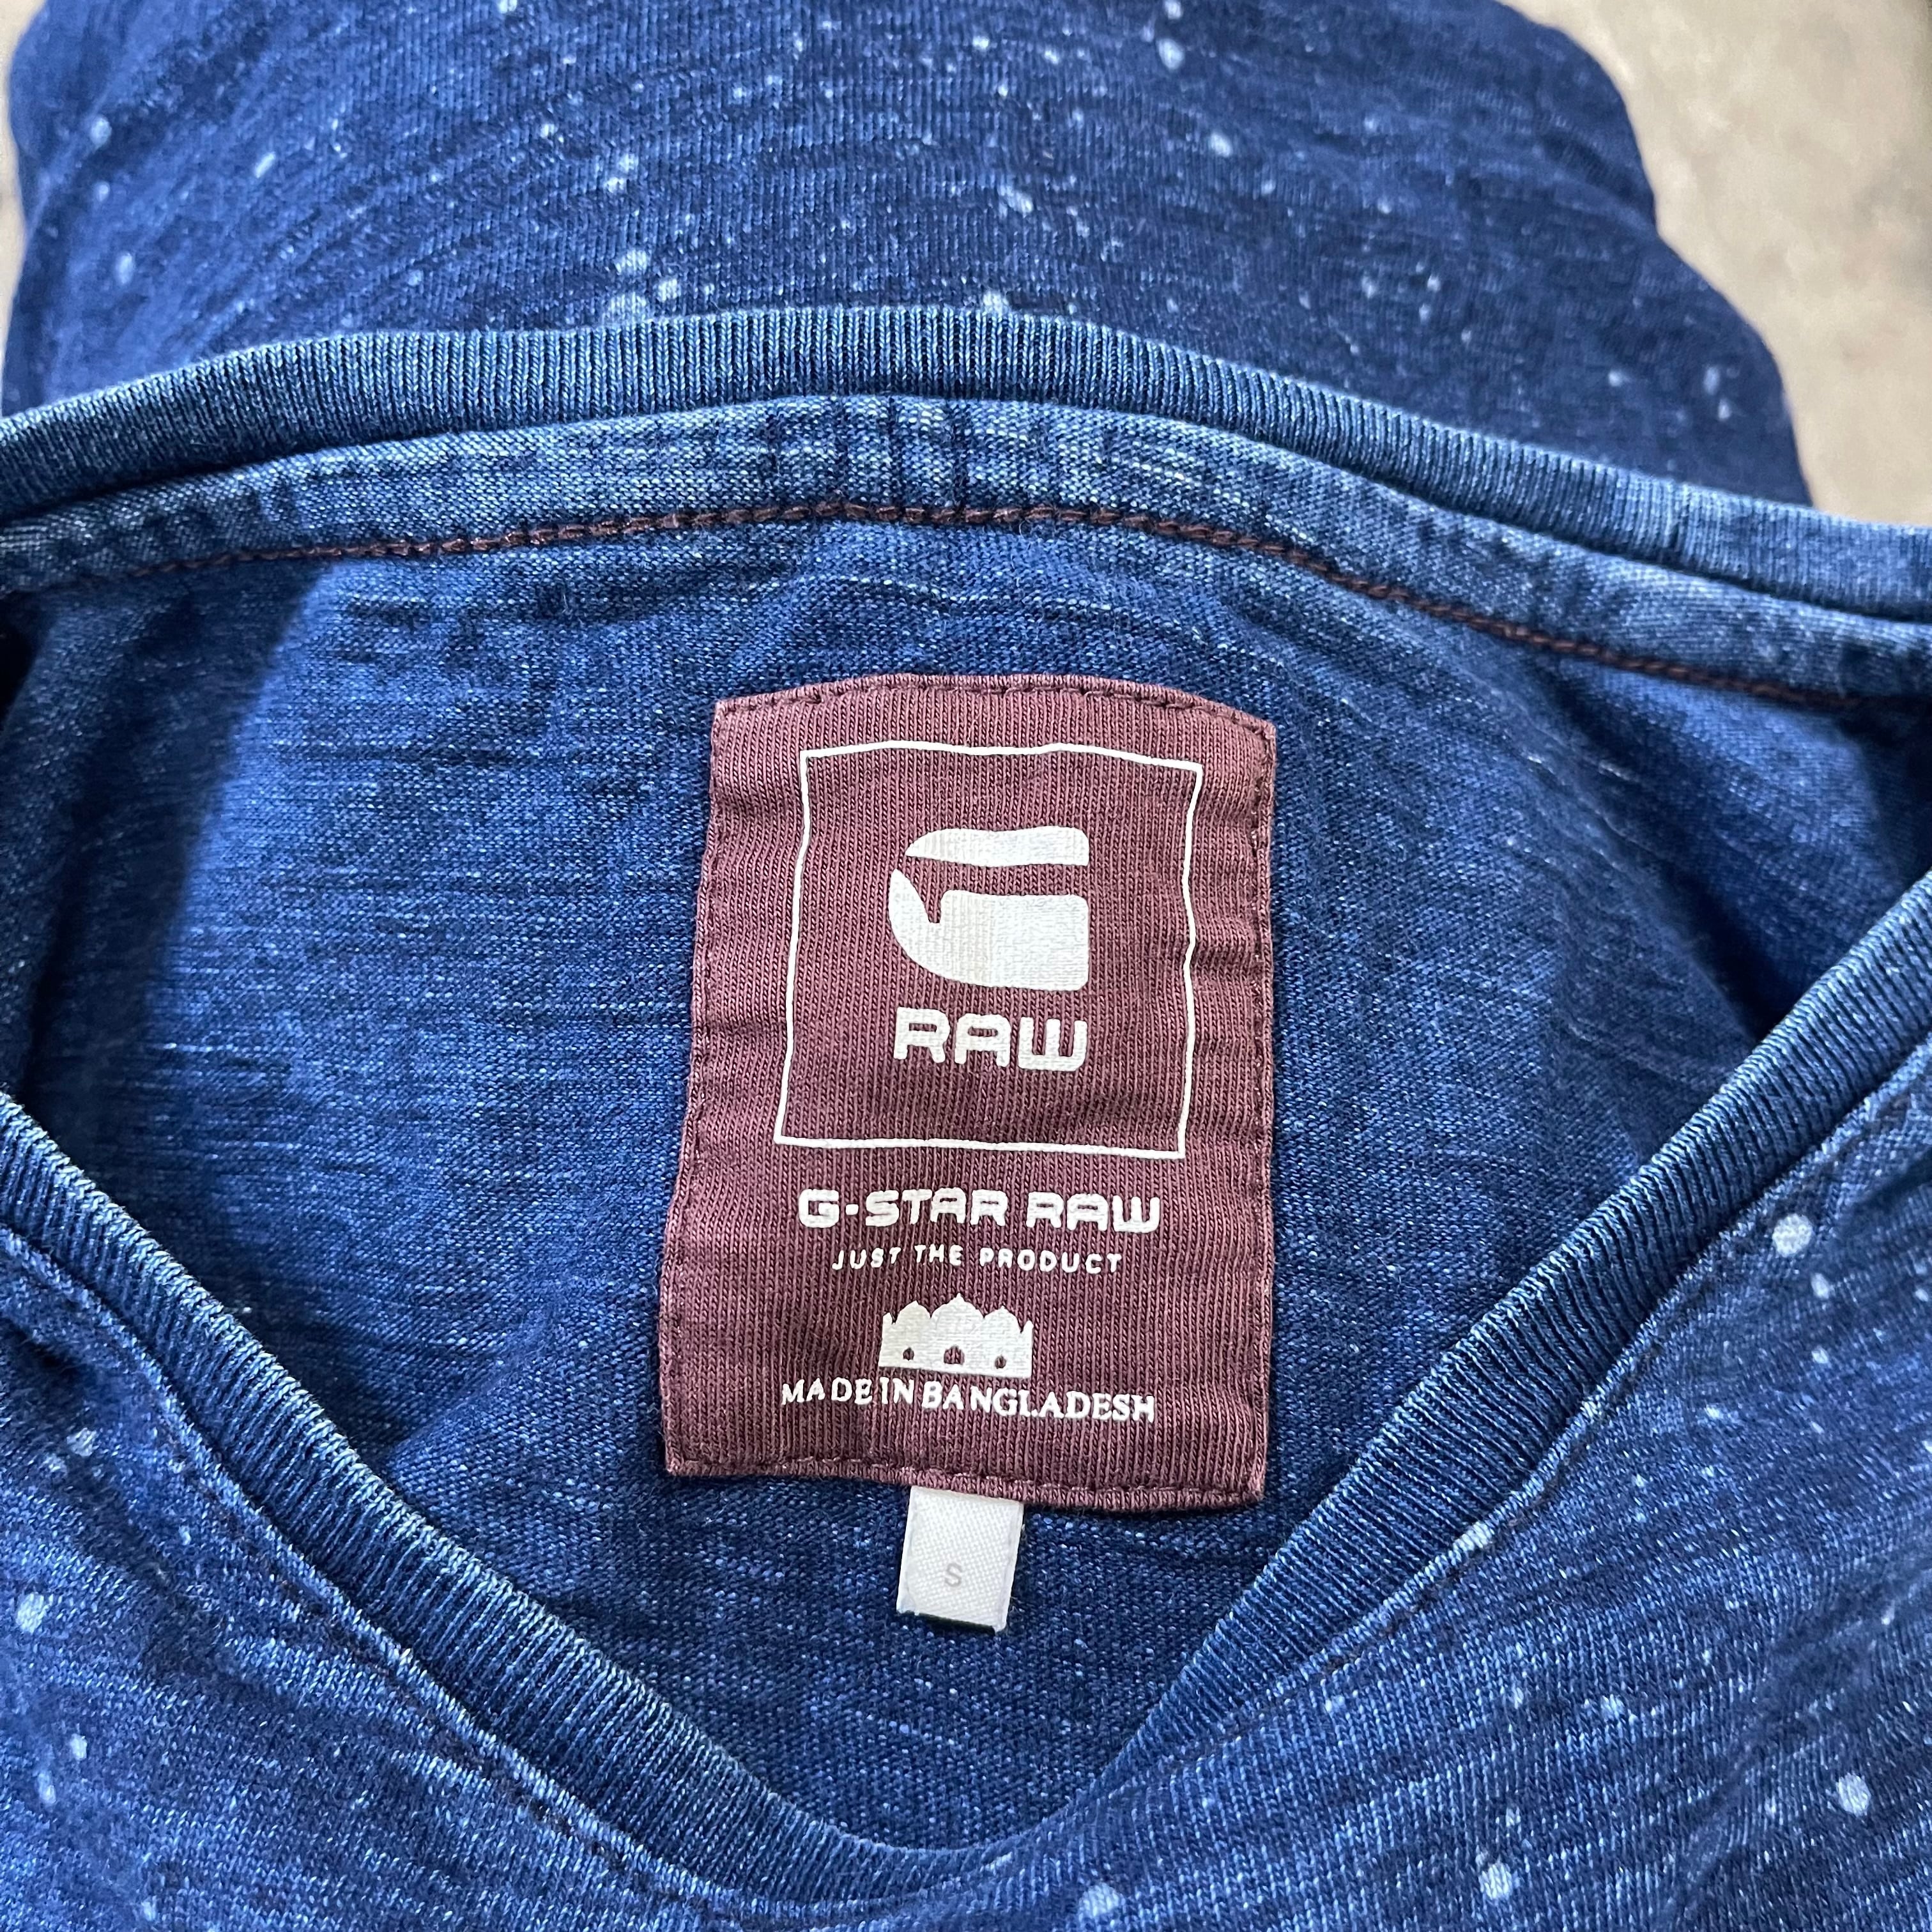 RAW
G-STAR RAW
JUST THE PRODUCT
MADE IN BANGLADESH
S